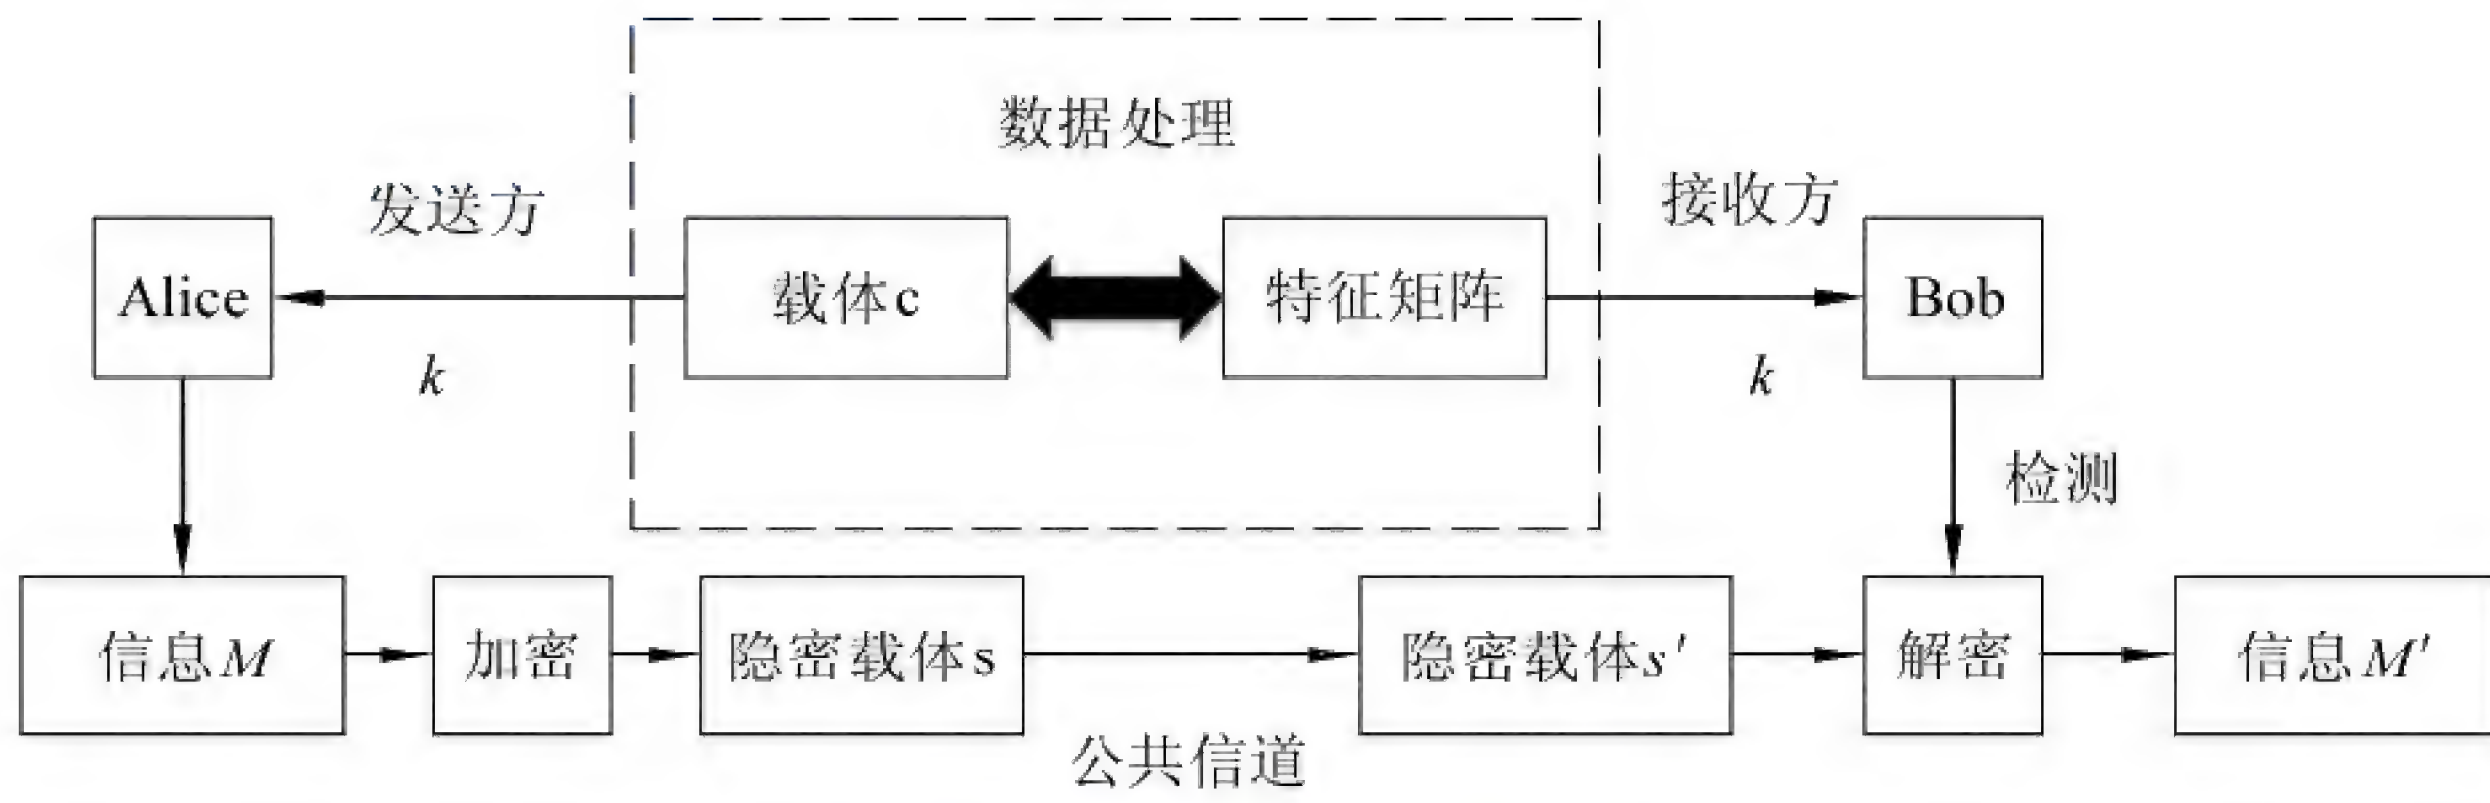 数据处理
发送方
接收方
Alice
载体c
特征矩阵
Bob
k
k
检测
信息M
加密
隐密载体s
隐密载体s'
解密
信息M'
公共信道